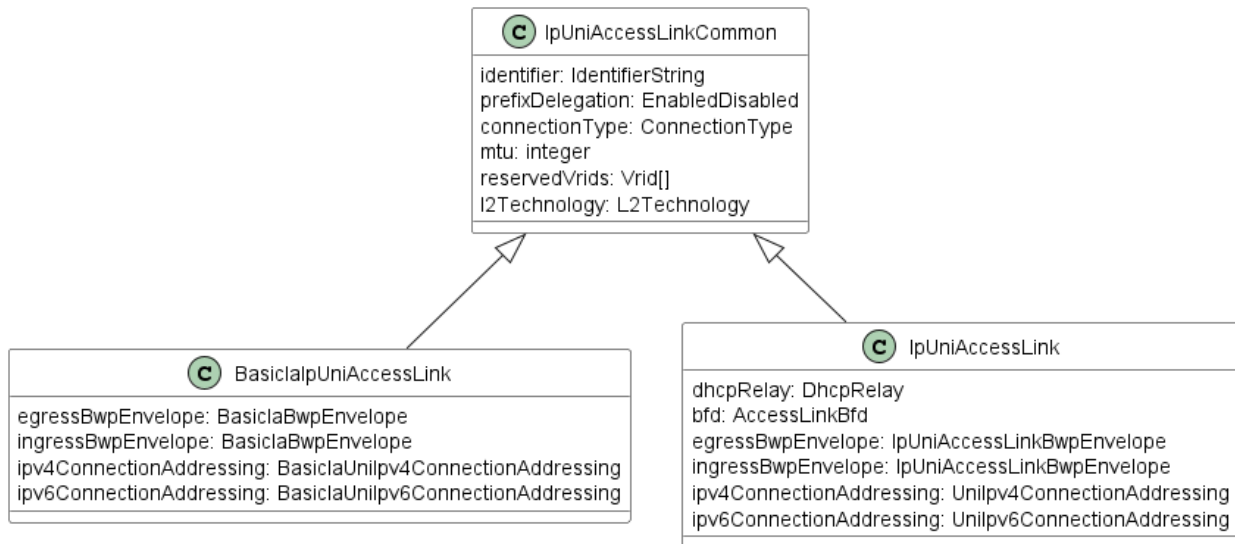 C IpUniAccessLinkCommon
identifier: IdentifierString
prefixDelegation: EnabledDisabled
connectionType: ConnectionType
mtu: integer
reservedVrids: Vrid[]
l2Technology: L2Technology
C BasicIaIpUniAccessLink
egressBwpEnvelope: BasicIaBwpEnvelope
ingressBwpEnvelope: BasicIaBwpEnvelope
ipv4ConnectionAddressing: BasicIaUniIpv4ConnectionAddressing
ipv6ConnectionAddressing: BasicIaUniIpv6ConnectionAddressing
C IpUniAccessLink
dhcpRelay: DhcpRelay
bfd: AccessLinkBfd
egressBwpEnvelope: IpUniAccessLinkBwpEnvelope
ingressBwpEnvelope: IpUniAccessLinkBwpEnvelope
ipv4ConnectionAddressing: UniIpv4ConnectionAddressing
ipv6ConnectionAddressing: UniIpv6ConnectionAddressing